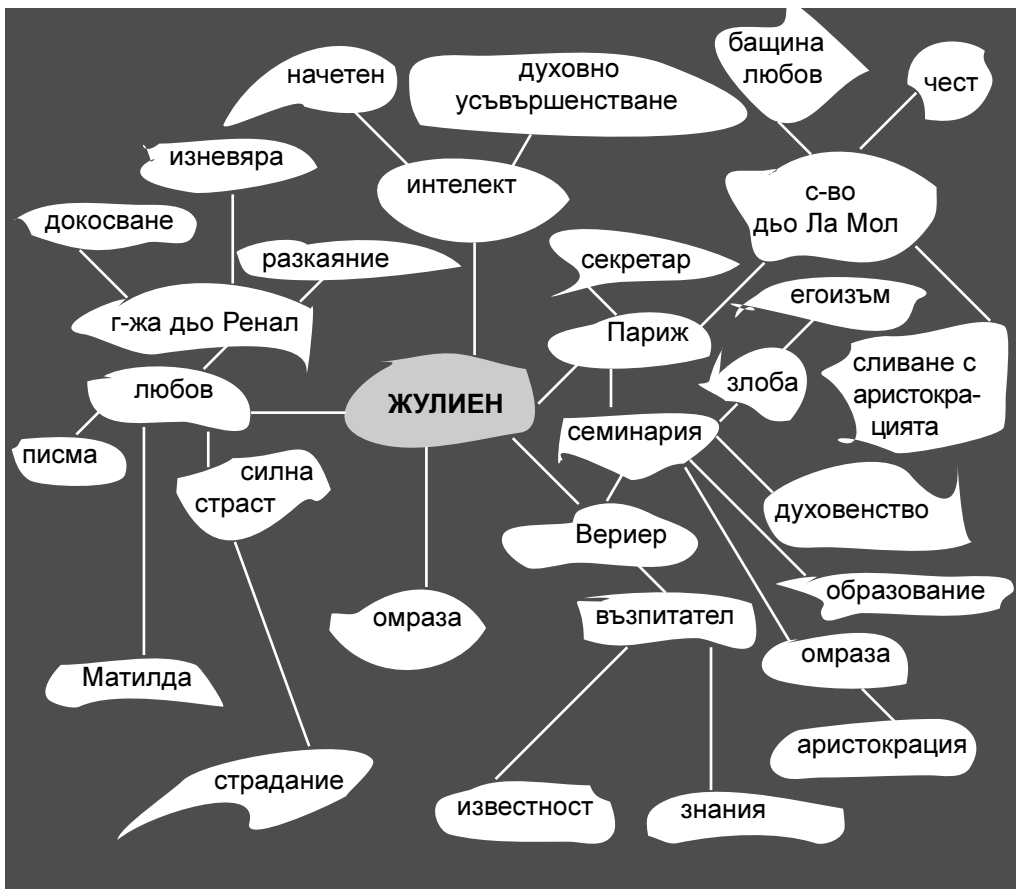 начетен
духовно
усъвършенстване
бащина
любов
чест
изневяра
интелект
с-во
дьо Ла Мол
докосване
разкаяние
секретар
егоизъм
г-жа дьо Ренал
Париж
сливане с
аристокра-
цията
любов
ЖУЛИЕН
злоба
семинария
писма
силна
страст
духовенство
Вериер
образование
омраза
възпитател
омраза
Матилда
аристокрация
страдание
известност
знания